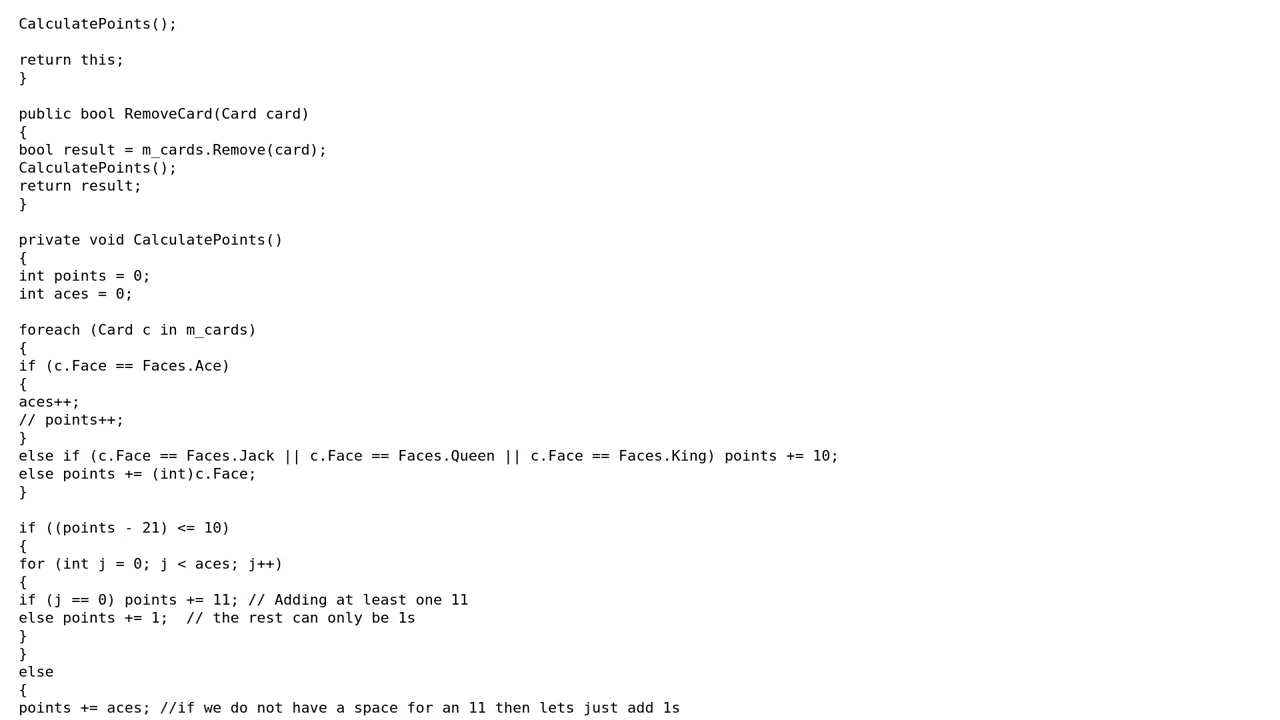 CalculatePoints();
return this;
}
public bool RemoveCard(Card card)
{
bool result = m_cards.Remove(card);
CalculatePoints();
return result;
}
private void CalculatePoints()
{
int points = 0;
int aces = 0;
foreach (Card c in m_cards)
{
if (c.Face == Faces.Ace)
{
aces++;
// points++;
}
else if (c.Face == Faces.Jack || c.Face == Faces.Queen || c.Face == Faces.King) points += 10;
else points += (int)c.Face;
}
if ((points - 21) <= 10)
{
for (int j = 0; j < aces; j++)
{
if (j == 0) points += 11; // Adding at least one 11
else points += 1;  // the rest can only be 1s
}
}
else
{
points += aces; //if we do not have a space for an 11 then lets just add 1s